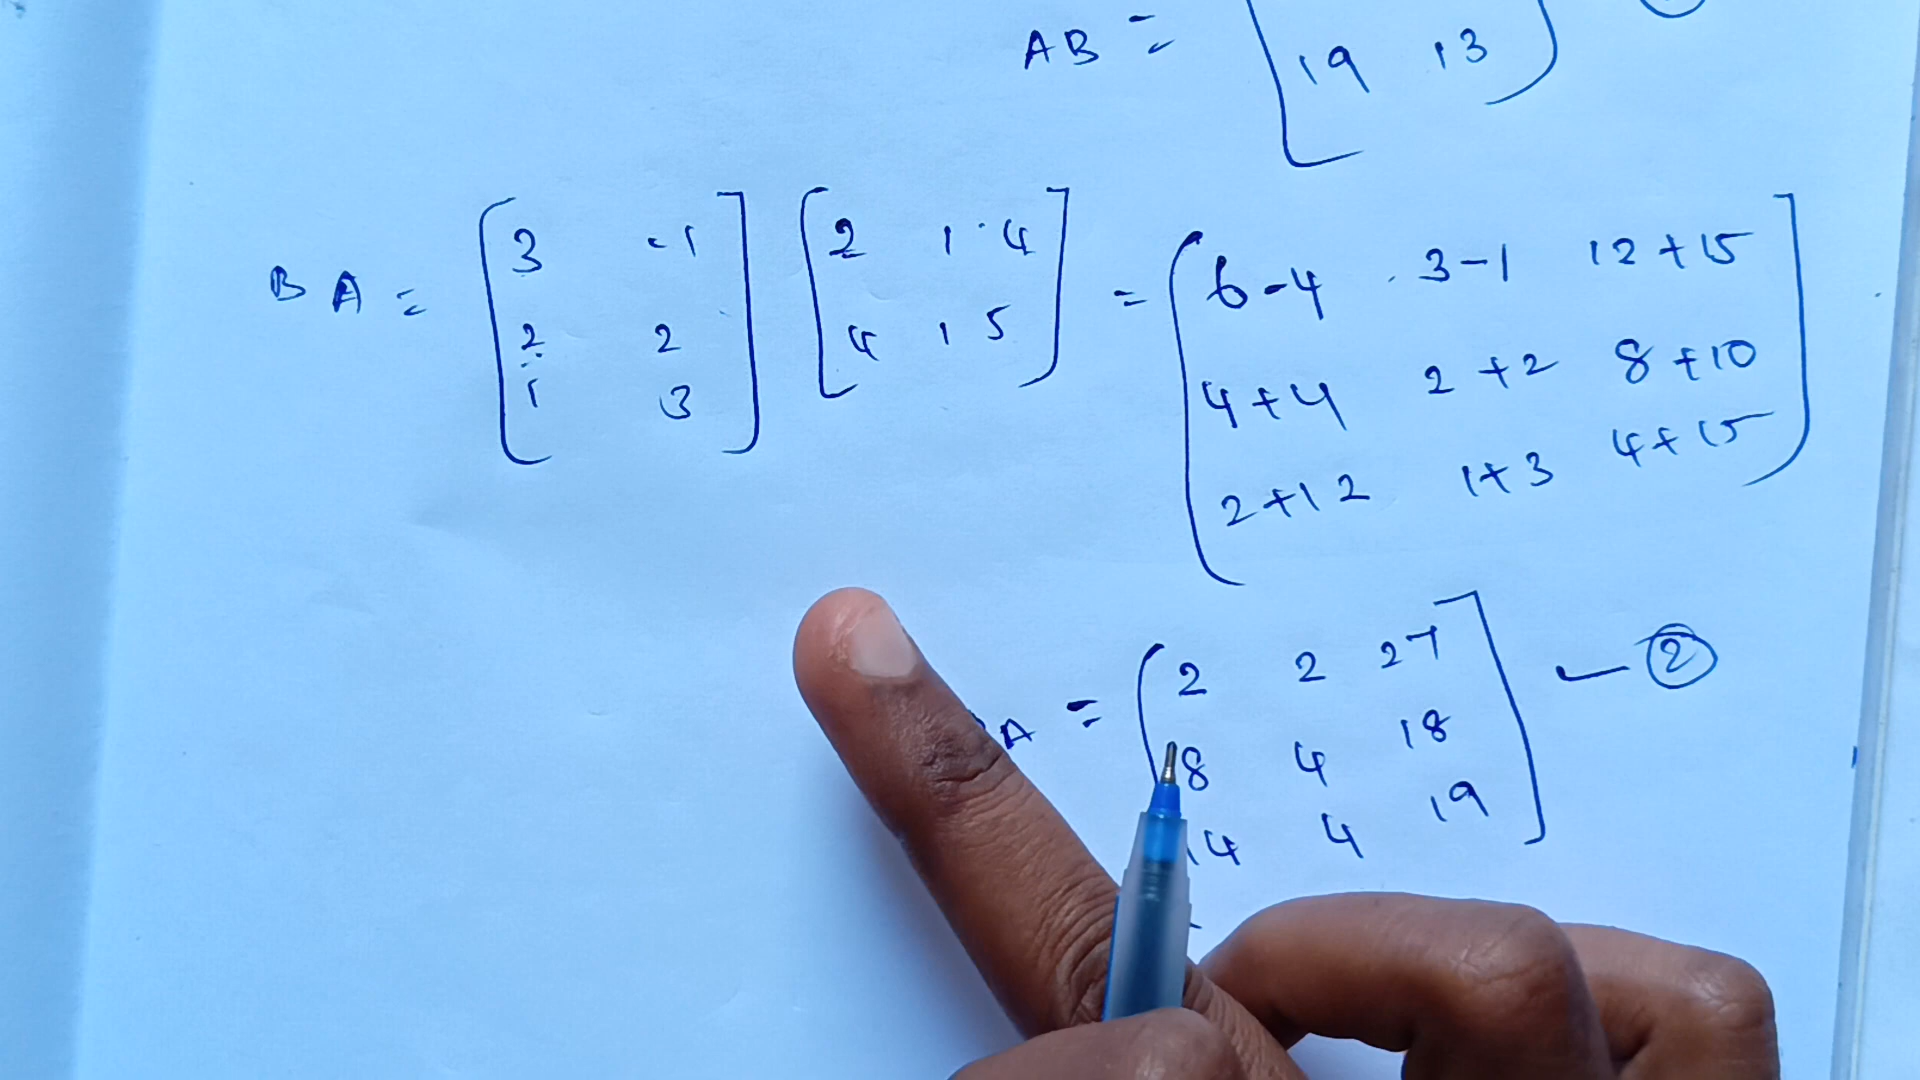 AB = [ 19 13 ]
BA = [ 3 -1 ] [ 2 1 4 ] = [ 6-4 3-1 12+15 ]
[ 2 2 ] [ 4 1 5 ] [ 4+4 2+2 8+10 ]
[ 1 3 ] [ 2+12 1+3 4+15 ]
A = [ 2 2 27 ] — ②
[ 8 4 18 ]
[ 14 4 19 ]